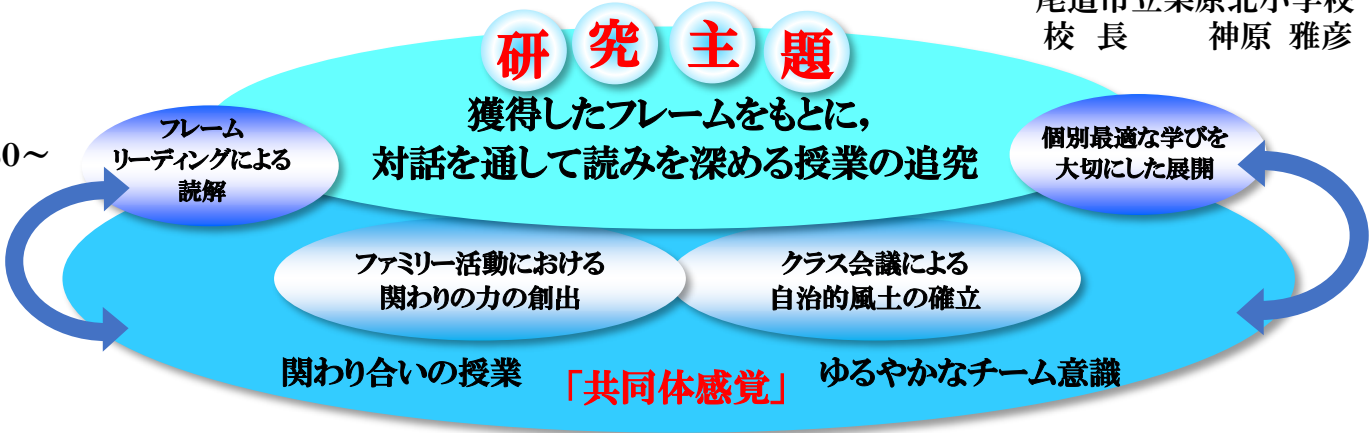 尾道市立栗原北小学校
校 長 神原 雅彦
研究主題
獲得したフレームをもとに，
対話を通して読みを深める授業の追究
0～
フレーム
リーディングによる
読解
個別最適な学びを
大切にした展開
ファミリー活動における
関わりの力の創出
クラス会議による
自治的風土の確立
関わり合いの授業
「共同体感覚」
ゆるやかなチーム意識